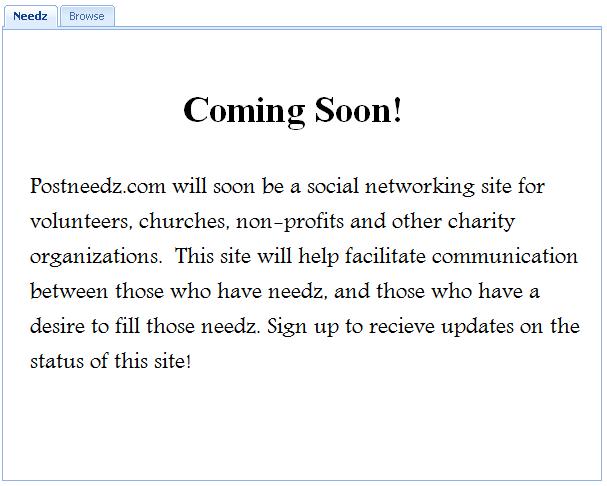 Needz Browse
Coming Soon!
Postneedz.com will soon be a social networking site for
volunteers, churches, non-profits and other charity
organizations.  This site will help facilitate communication
between those who have needz, and those who have a
desire to fill those needz. Sign up to recieve updates on the
status of this site!